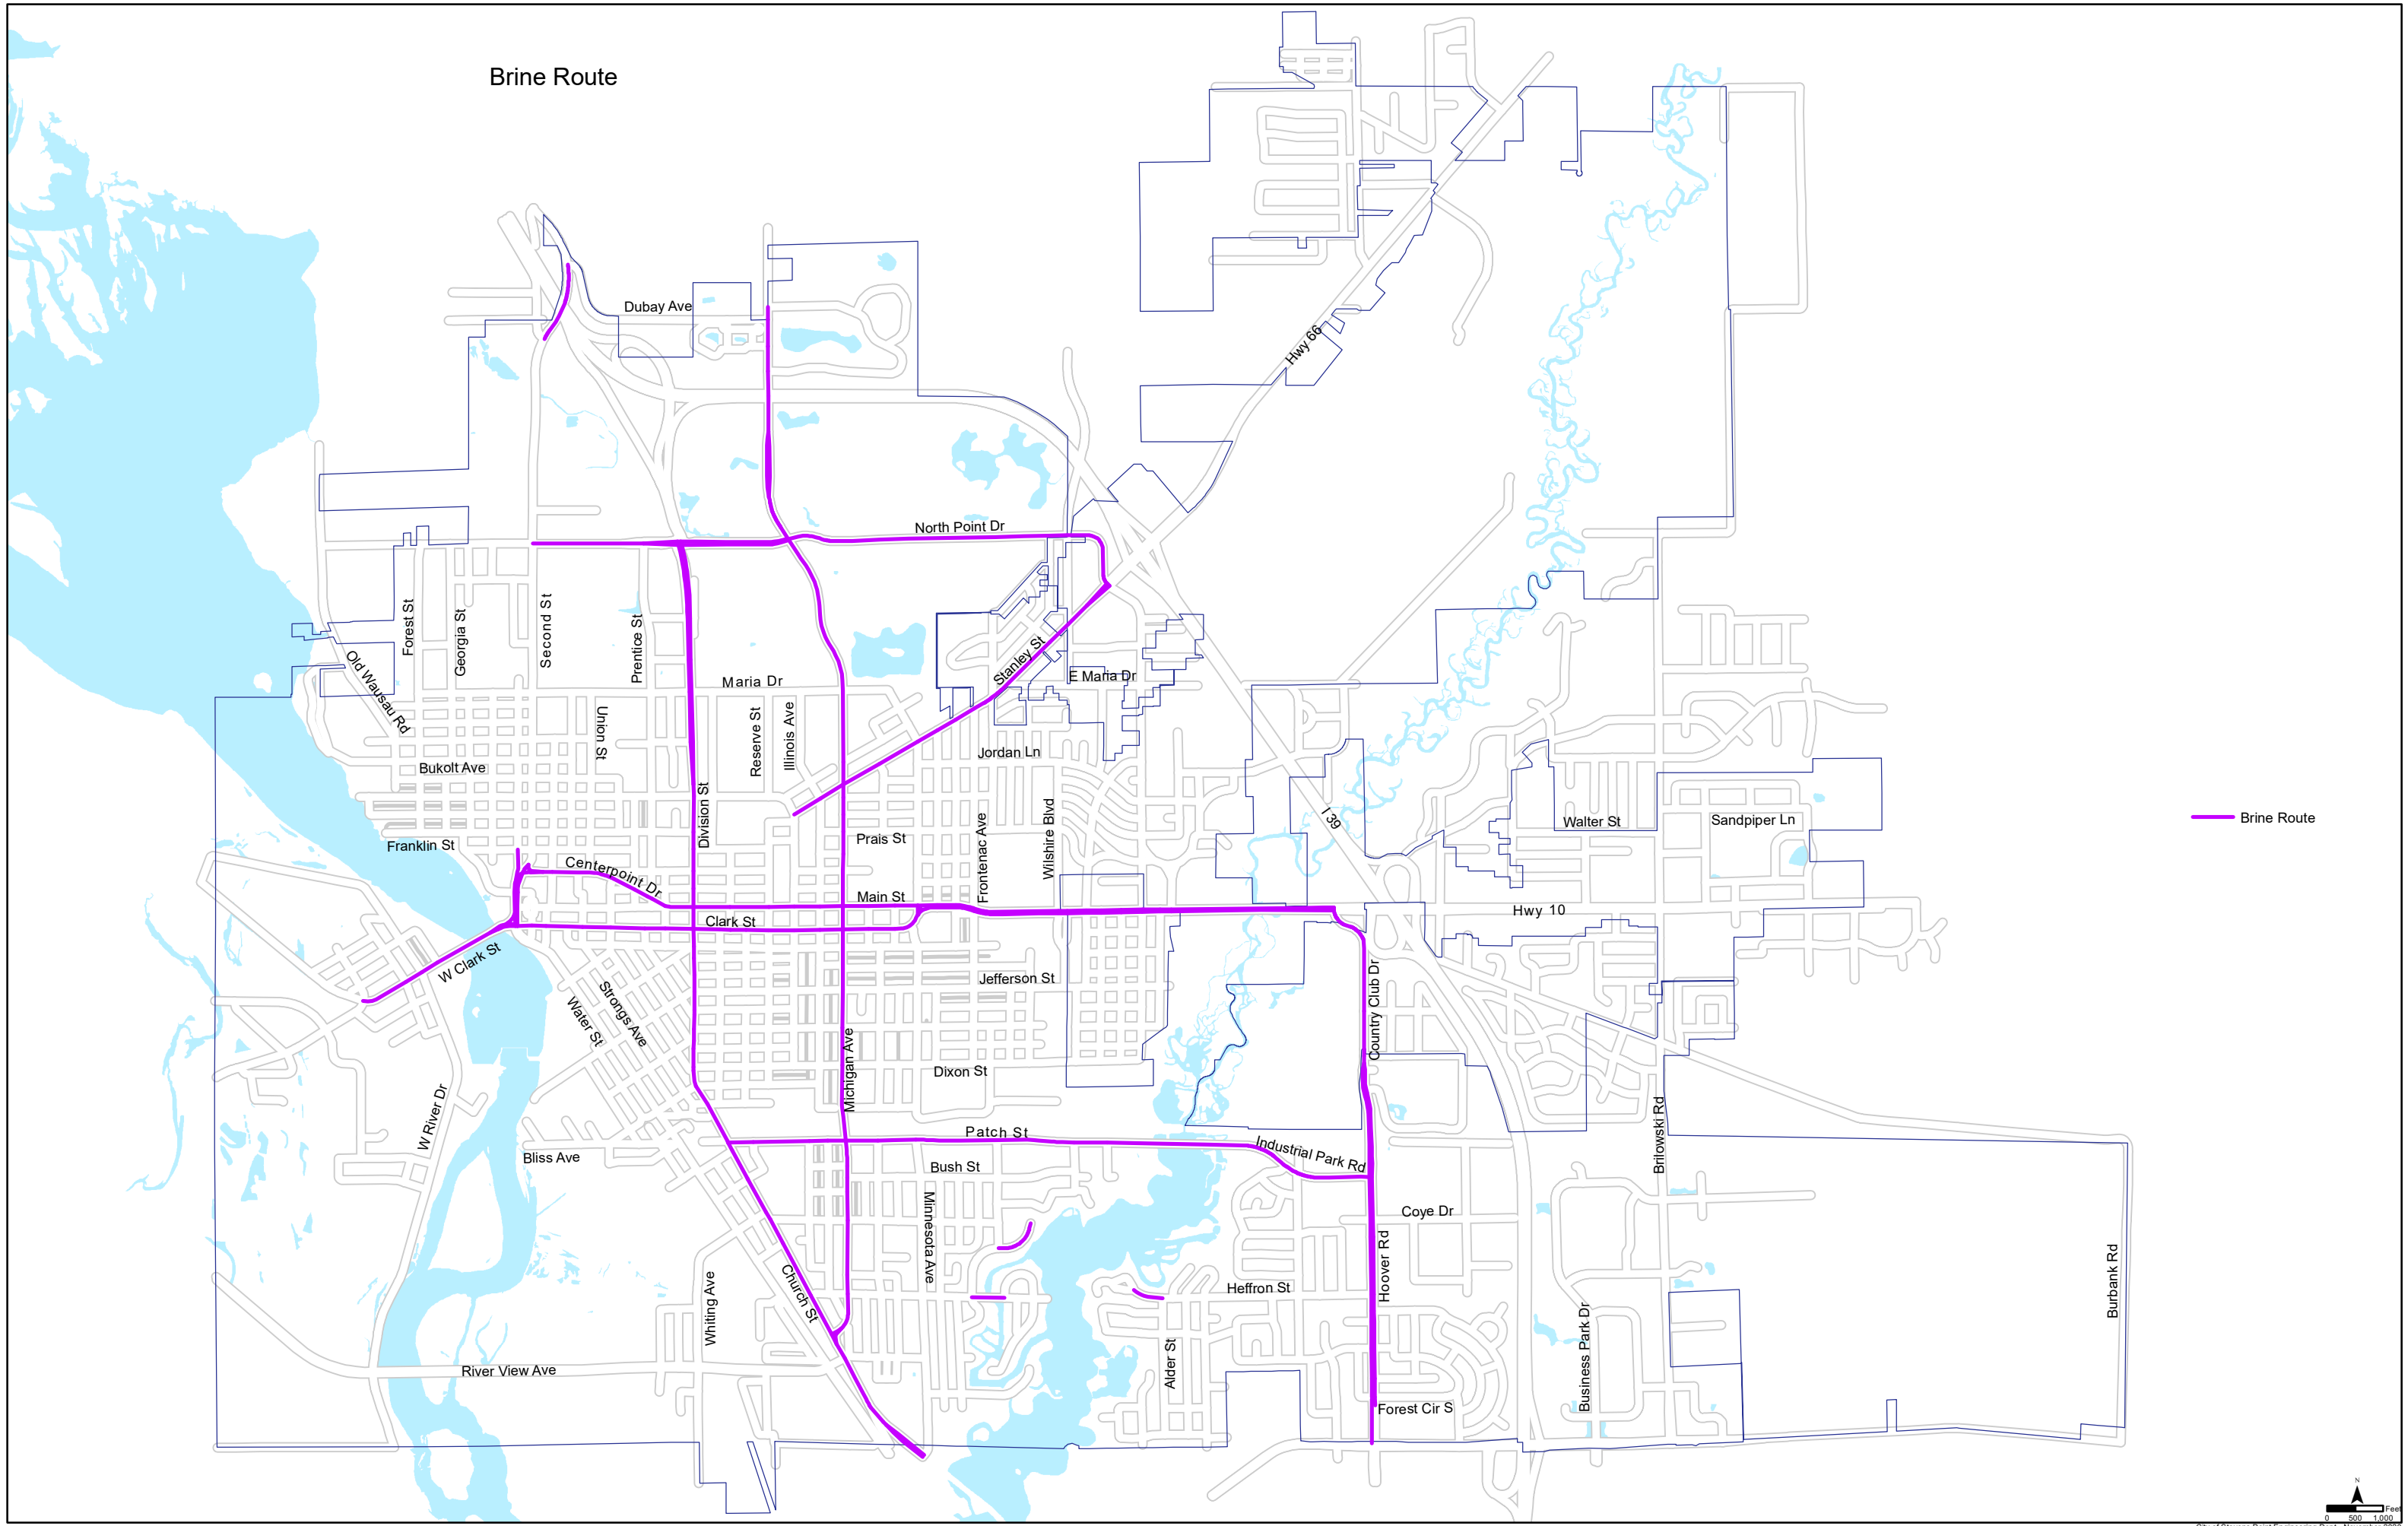 Brine Route
Dubay Ave
Hwy 66
North Point Dr
Forest St
Georgia St
Second St
Prentice St
Old Wausau Rd
Maria Dr
Stanley St
E Maria Dr
Union St
Reserve St
Illinois Ave
Jordan Ln
Bukolt Ave
Division St
Frontenac Ave
Wilshire Blvd
I 39
Walter St
Sandpiper Ln
Brine Route
Franklin St
Prais St
Centerpoint Dr
Main St
Clark St
Hwy 10
W Clark St
Jefferson St
Country Club Dr
Water St
Strongs Ave
Michigan Ave
Dixon St
W River Dr
Patch St
Industrial Park Rd
Brilowski Rd
Bliss Ave
Bush St
Minnesota Ave
Coye Dr
Hoover Rd
Church St
Whiting Ave
Heffron St
Burbank Rd
River View Ave
Alder St
Business Park Dr
Forest Cir S
N
Feet
0 500 1,000